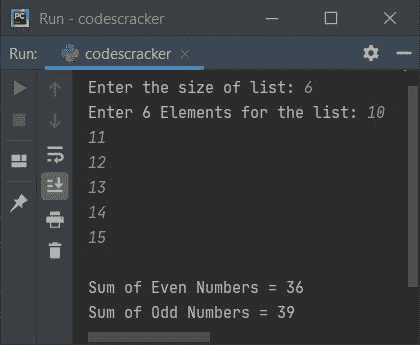 PC Run - codescracker
Run: codescracker
Enter the size of list: 6
Enter 6 Elements for the list: 10
11
12
13
14
15
Sum of Even Numbers = 36
Sum of Odd Numbers = 39